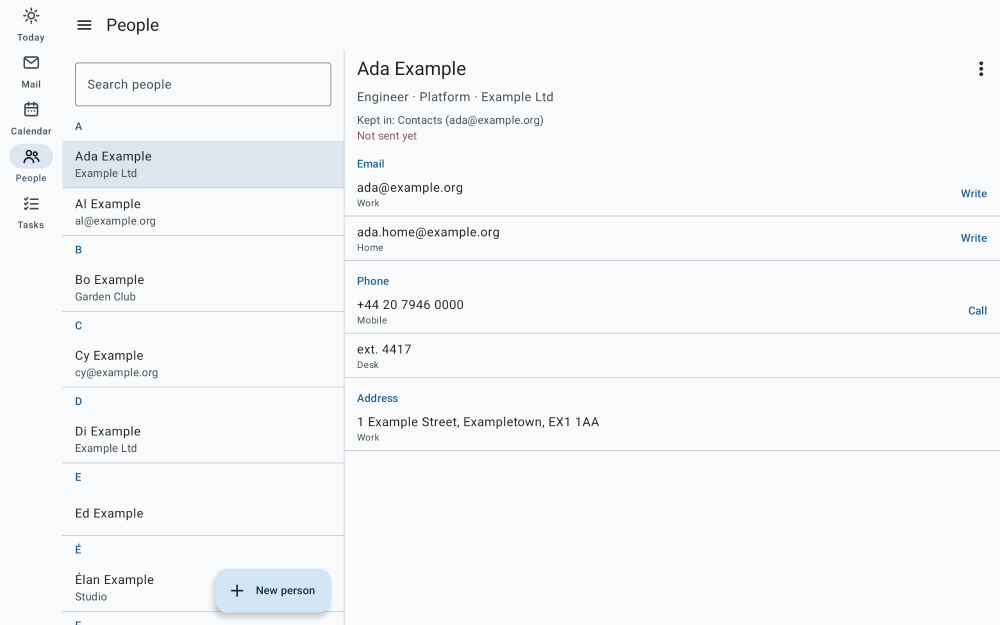 Today
Mail
Calendar
People
Tasks
People
Search people
A
Ada Example
Example Ltd
Al Example
al@example.org
B
Bo Example
Garden Club
C
Cy Example
cy@example.org
D
Di Example
Example Ltd
E
Ed Example
É
Élan Example
Studio
New person
Ada Example
Engineer · Platform · Example Ltd
Kept in: Contacts (ada@example.org)
Not sent yet
Email
ada@example.org
Work
Write
ada.home@example.org
Home
Write
Phone
+44 20 7946 0000
Mobile
Call
ext. 4417
Desk
Address
1 Example Street, Exampletown, EX1 1AA
Work